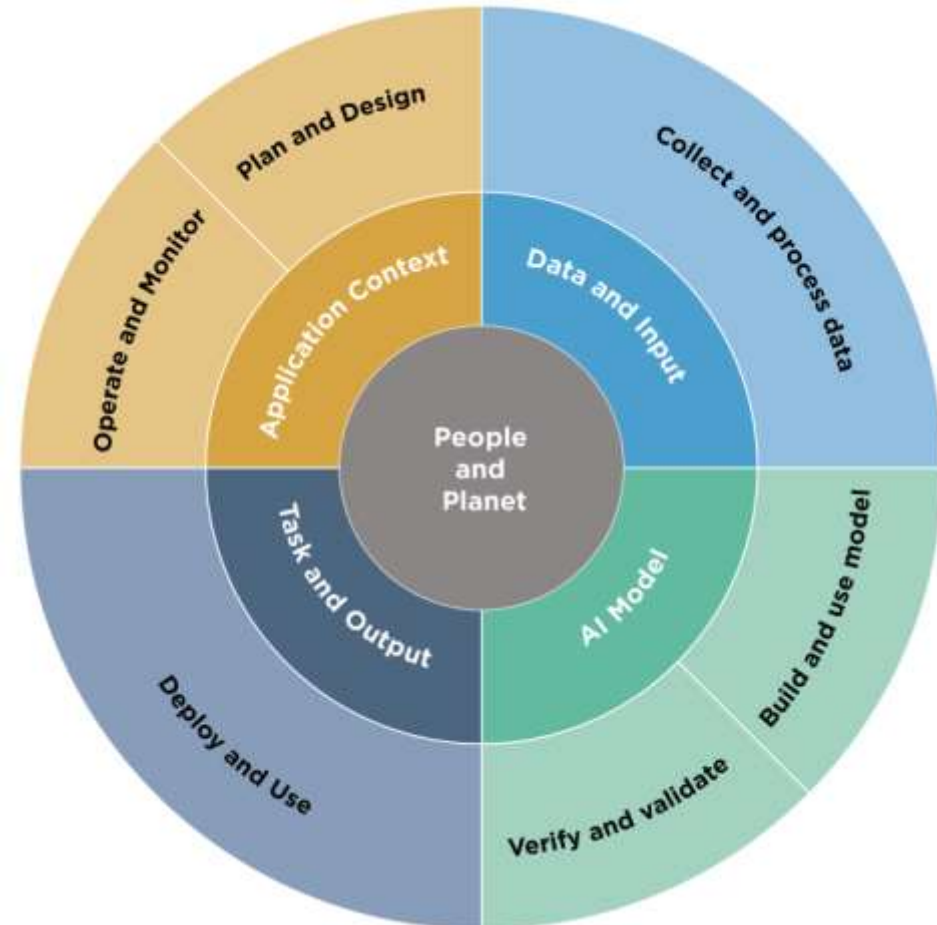 Plan and Design
Collect and process data
Operate and Monitor
Application Context
Data and Input
People
and
Planet
Task and Output
AI Model
Build and use model
Deploy and Use
Verify and validate